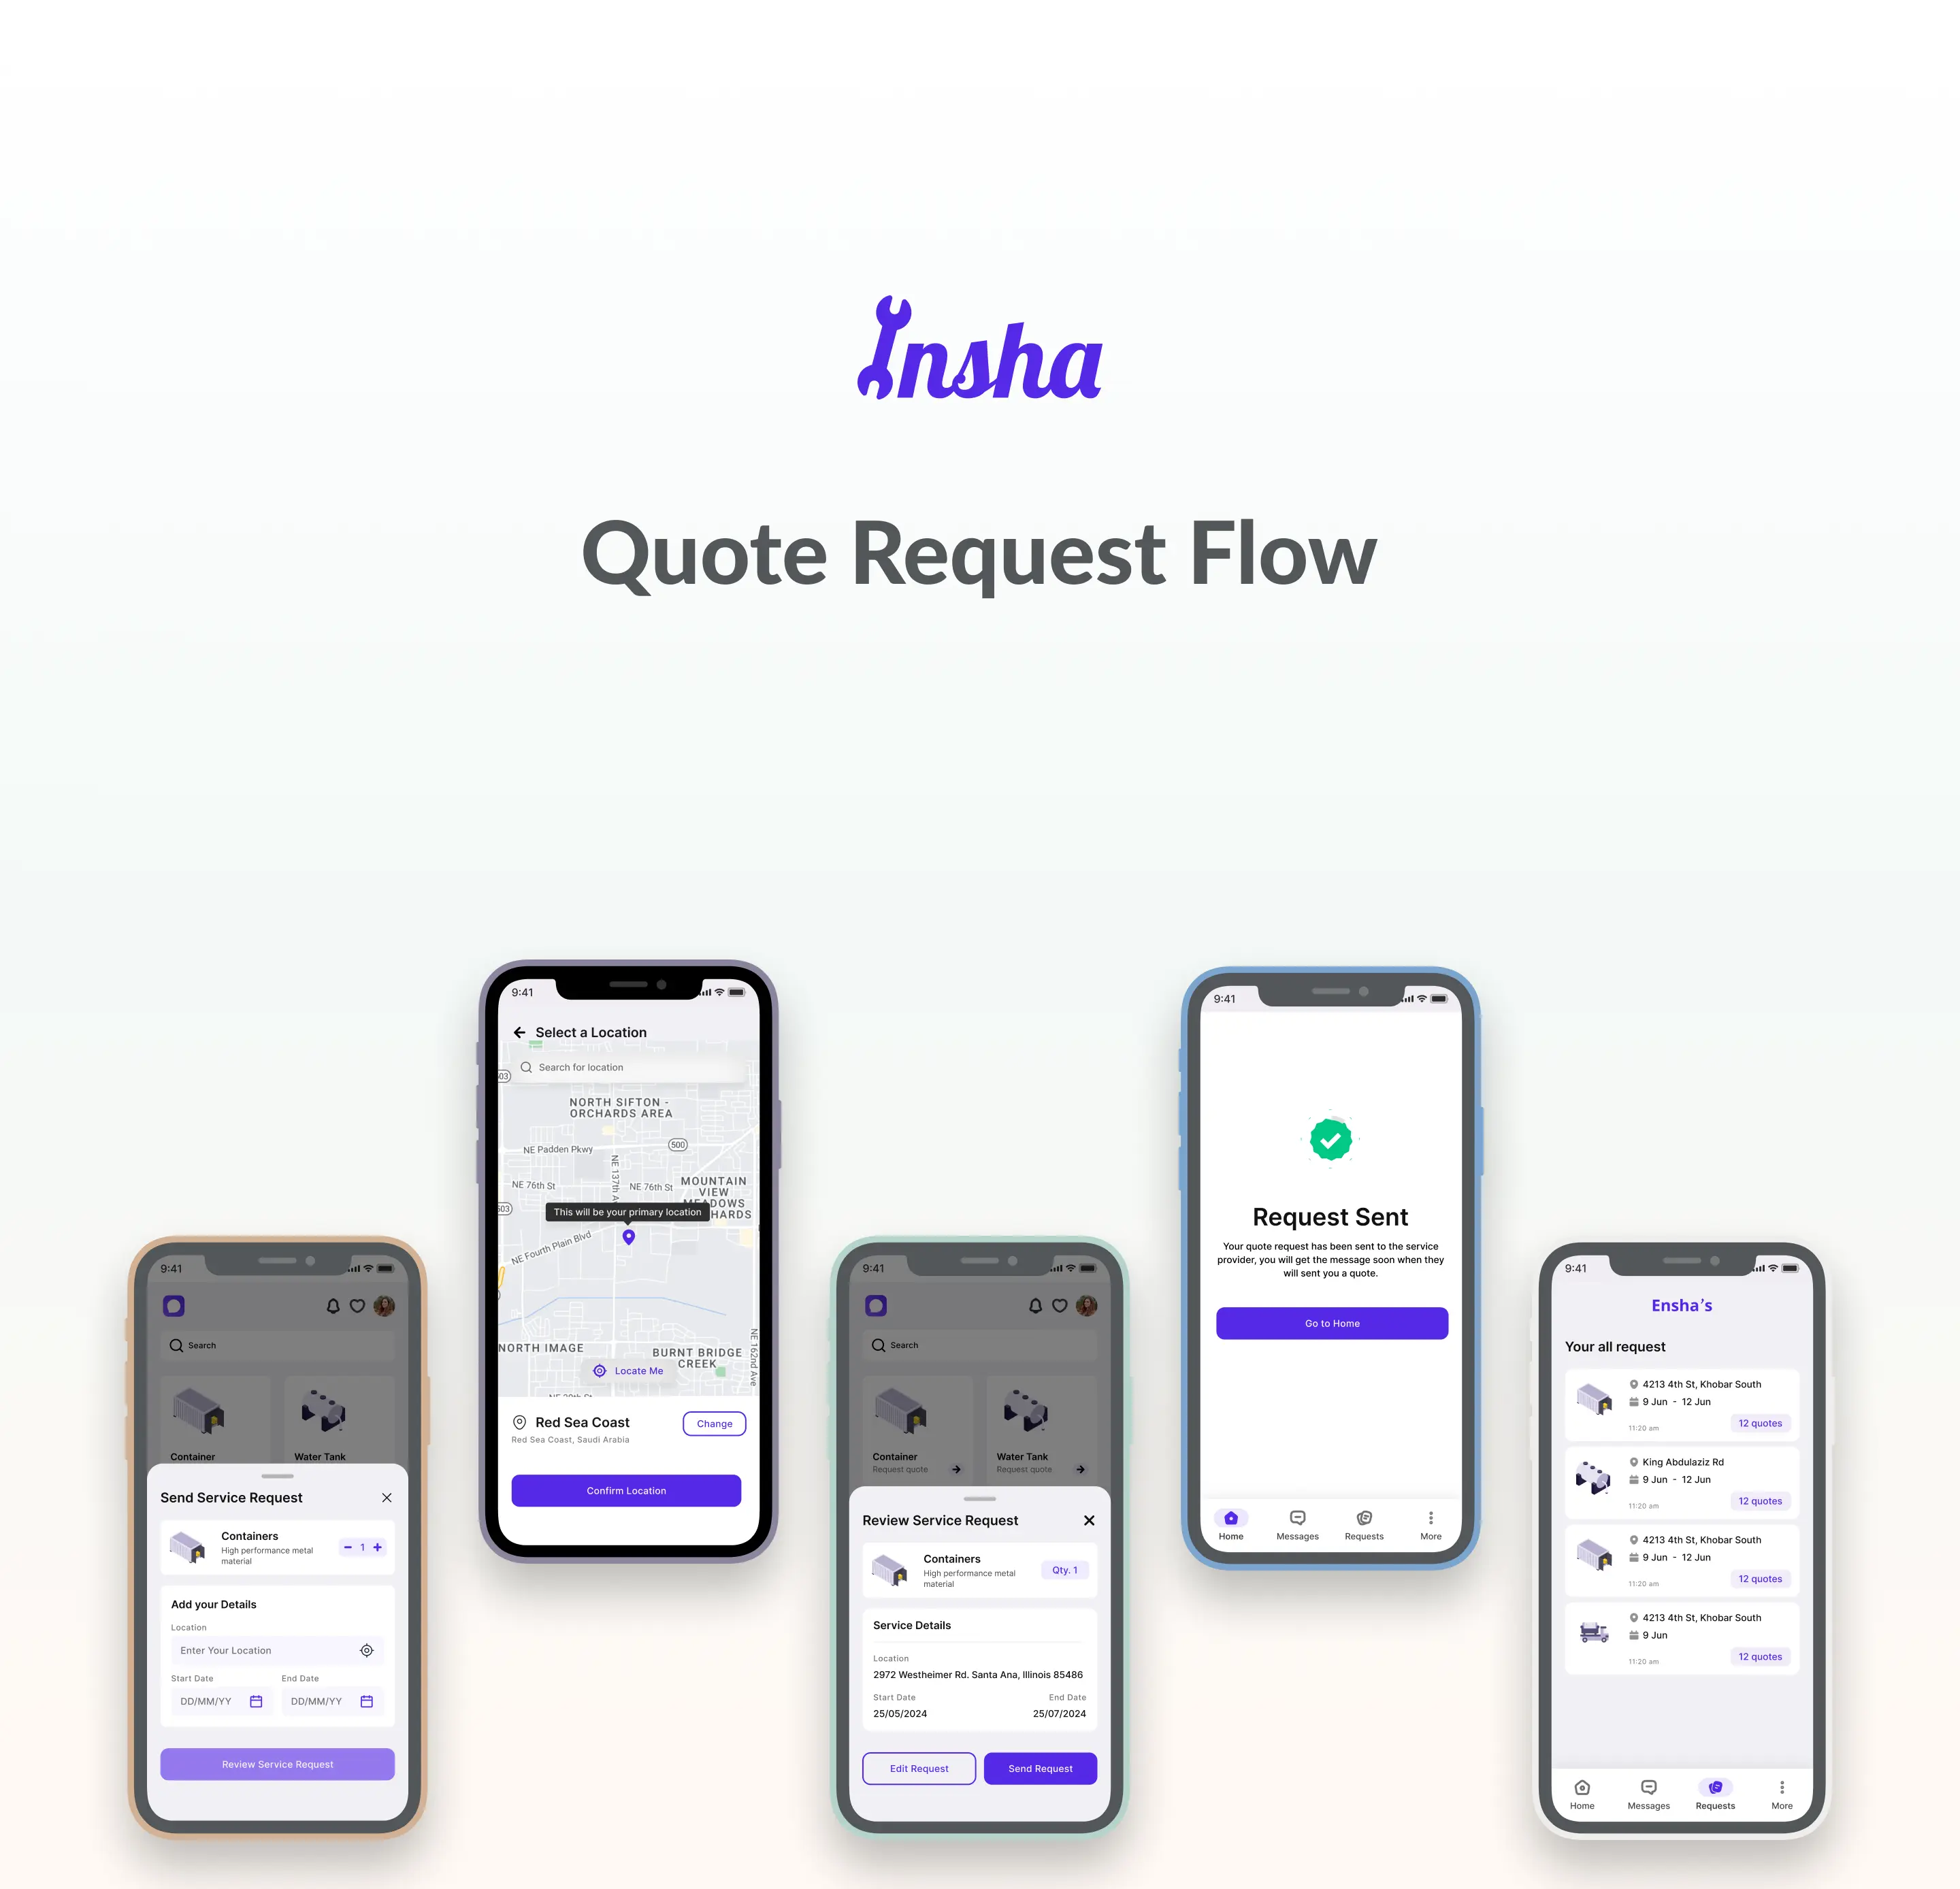 Insha
Quote Request Flow
9:41
Search
Container
Water Tank
Send Service Request
Containers
High performance metal
material
1
Add your Details
Location
Enter Your Location
Start Date
End Date
DD/MM/YY
DD/MM/YY
Review Service Request
9:41
Select a Location
Search for location
503
NORTH SIFTON -
ORCHARDS AREA
500
NE Padden Pkwy
NE 137th A
NE 76th St
NE 76th St
MOUNTAIN
VIEW
MEADOWS
HARDS
503
This will be your primary location
NE Fourth Plain Blvd
NORTH IMAGE
BURNT BRIDGE
CREEK
NE 162nd Ave
Locate Me
Red Sea Coast
Change
Red Sea Coast, Saudi Arabia
Confirm Location
9:41
Search
Container
Request quote
Water Tank
Request quote
Review Service Request
Containers
High performance metal
material
Qty. 1
Service Details
Location
2972 Westheimer Rd. Santa Ana, Illinois 85486
Start Date
End Date
25/05/2024
25/07/2024
Edit Request
Send Request
9:41
Request Sent
Your quote request has been sent to the service
provider, you will get the message soon when they
will sent you a quote.
Go to Home
Home
Messages
Requests
More
9:41
Ensha's
Your all request
4213 4th St, Khobar South
9 Jun - 12 Jun
11:20 am
12 quotes
King Abdulaziz Rd
9 Jun - 12 Jun
11:20 am
12 quotes
4213 4th St, Khobar South
9 Jun - 12 Jun
11:20 am
12 quotes
4213 4th St, Khobar South
9 Jun
11:20 am
12 quotes
Home
Messages
Requests
More